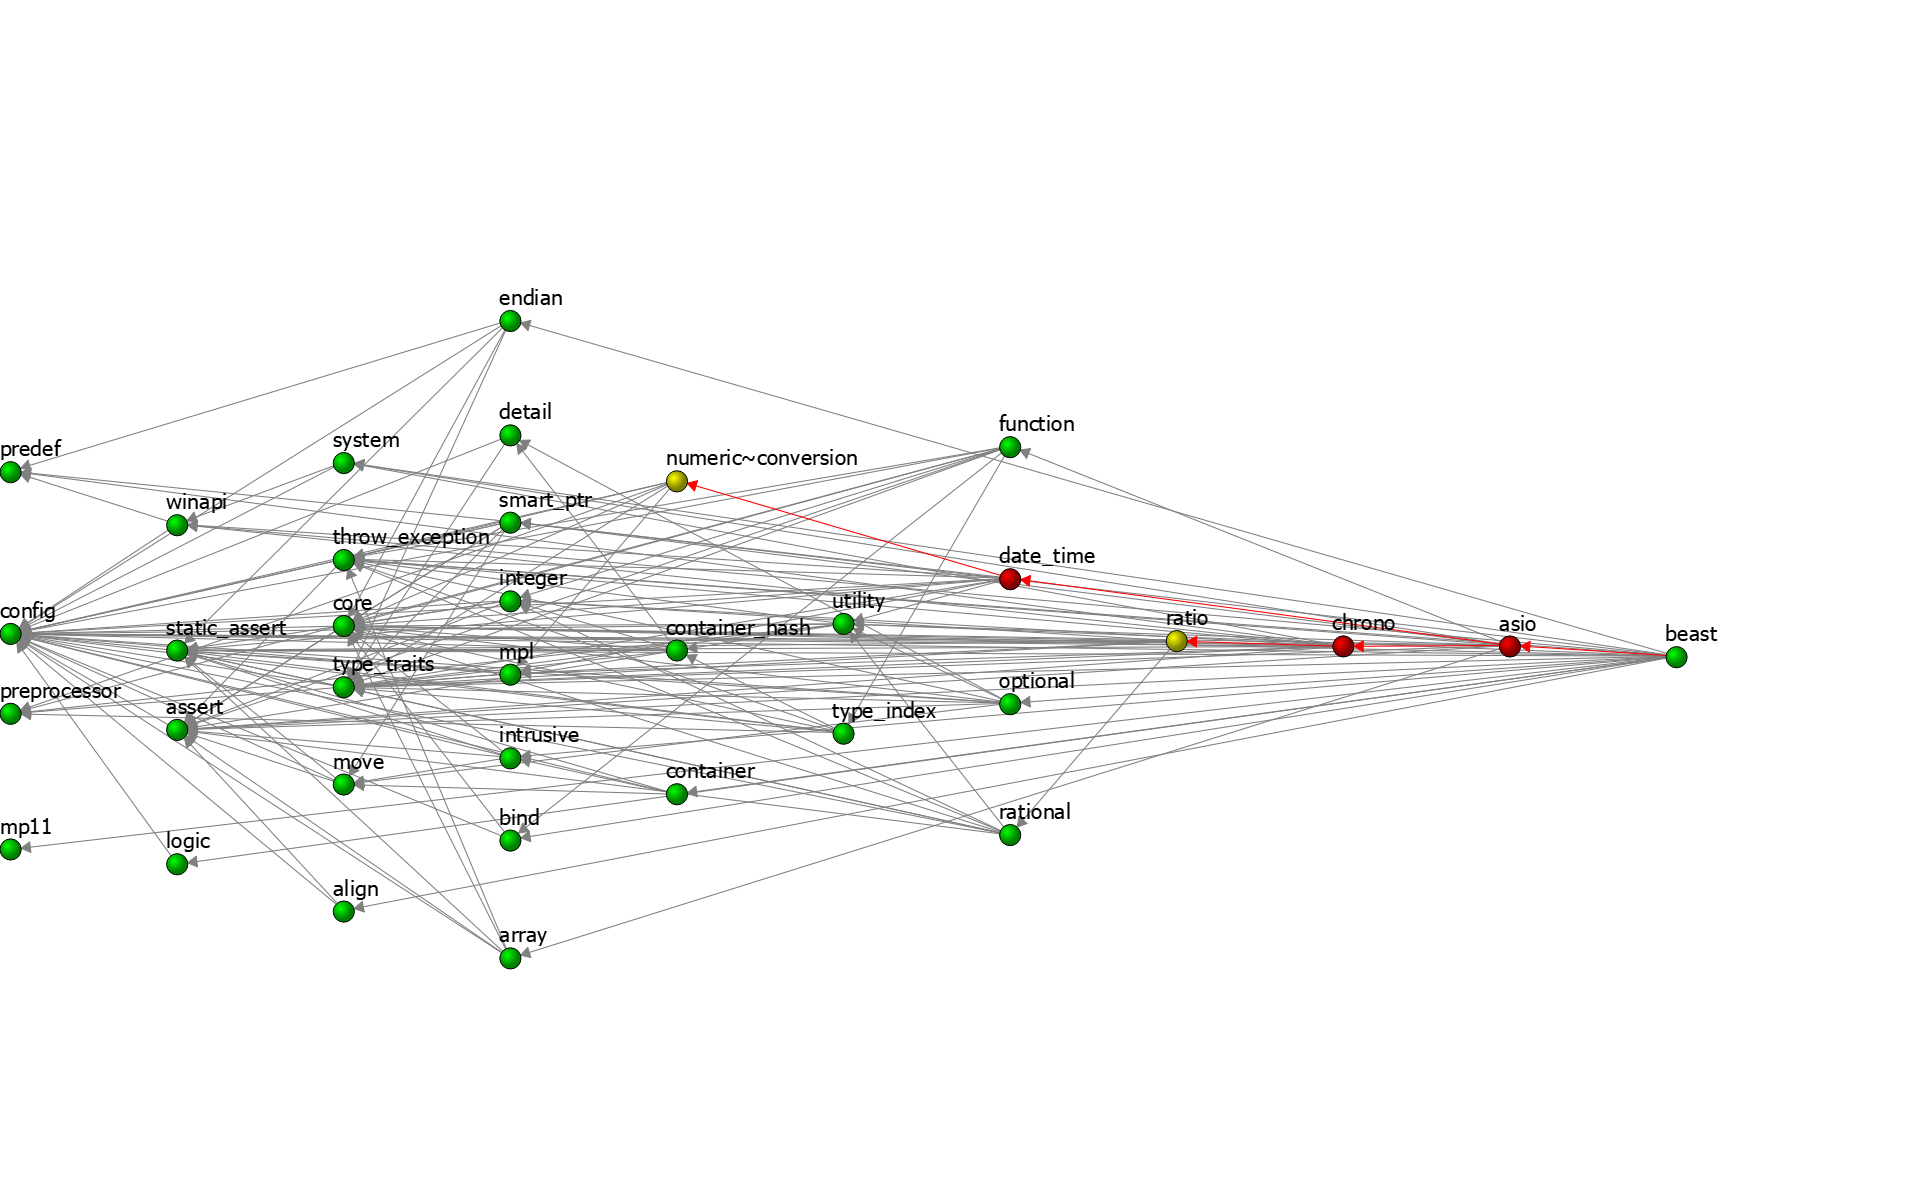 endian
detail
function
system
predef
numeric~conversion
winapi
smart_ptr
throw_exception
date_time
integer
core
utility
config
ratio
chrono
asio
static_assert
container_hash
beast
mpl
type_traits
optional
preprocessor
assert
type_index
intrusive
move
container
rational
bind
mp11
logic
align
array